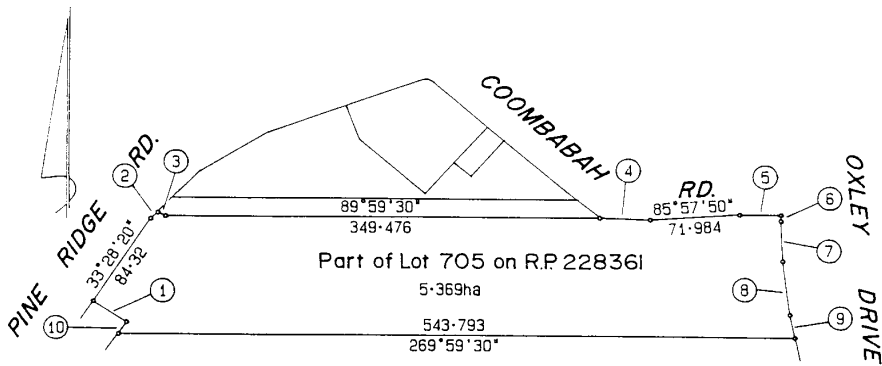 COOMBABAH
RD.
OXLEY
DRIVE
PINE RIDGE RD.
2
3
4
5
6
7
8
9
1
10
89°59'30"
349·476
85°57'50"
71·984
33°28'20"
84·32
Part of Lot 705 on R.P. 228361
5·369ha
543·793
269°59'30"